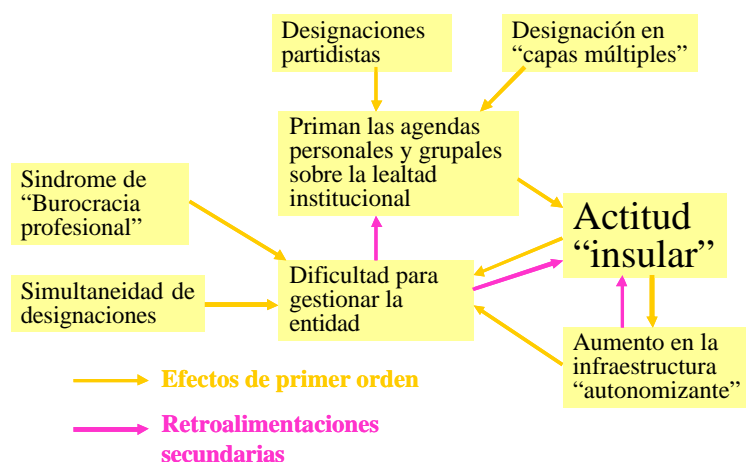 Designaciones
partidistas
Designación en
“capas múltiples”
Priman las agendas
personales y grupales
sobre la lealtad
institucional
Sindrome de
“Burocracia
profesional”
Actitud
“insular”
Simultaneidad de
designaciones
Dificultad para
gestionar la
entidad
Aumento en la
infraestructura
“autonomizante”
Efectos de primer orden
Retroalimentaciones
secundarias